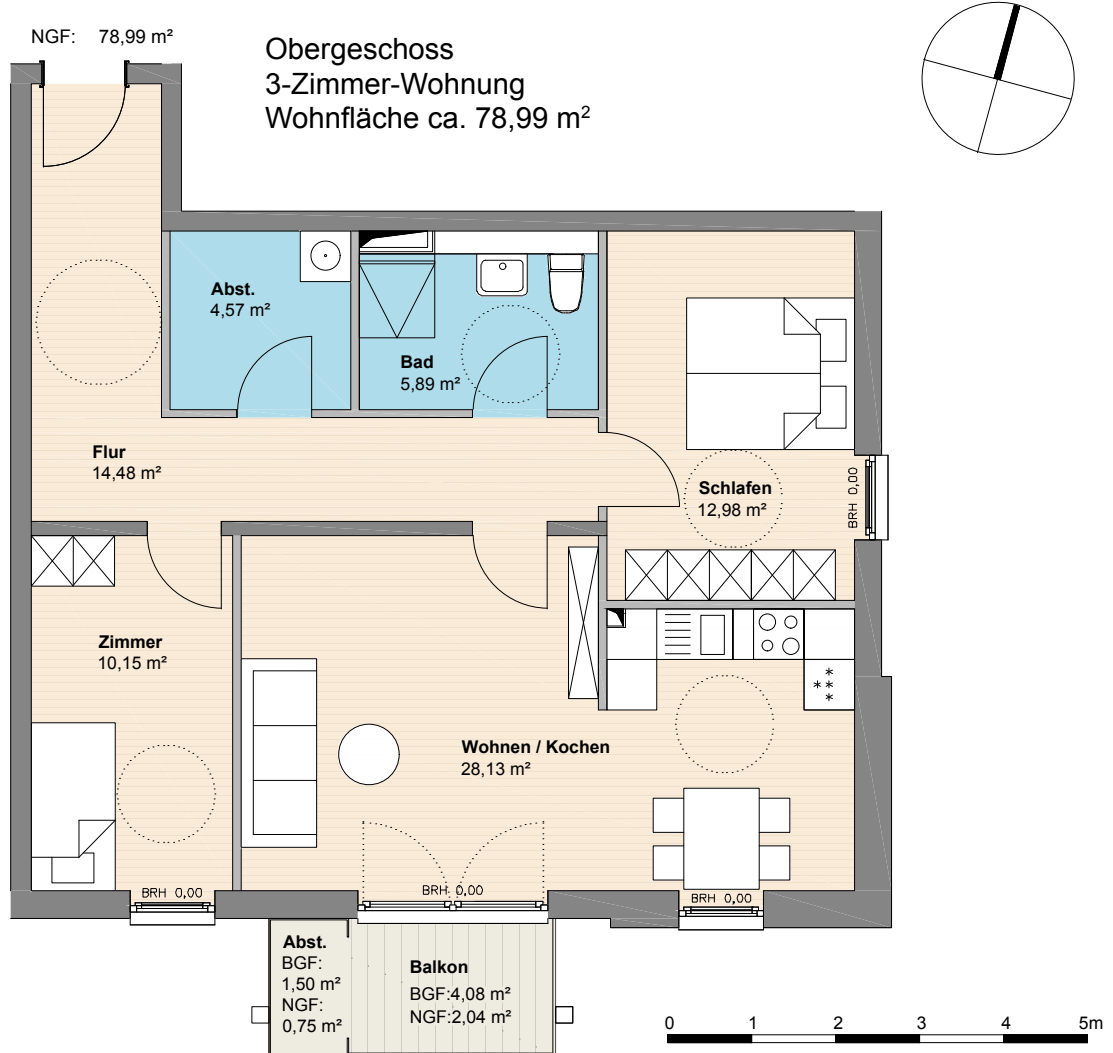 NGF: 78,99 m²
Obergeschoss
3-Zimmer-Wohnung
Wohnfläche ca. 78,99 m²
Abst.
4,57 m²
Bad
5,89 m²
Flur
14,48 m²
Schlafen
12,98 m²
BRH 0,00
Zimmer
10,15 m²
***
Wohnen / Kochen
28,13 m²
BRH 0,00
BRH 0,00
BRH 0,00
Abst.
BGF:
1,50 m²
NGF:
0,75 m²
Balkon
BGF:4,08 m²
NGF:2,04 m²
0 1 2 3 4 5m